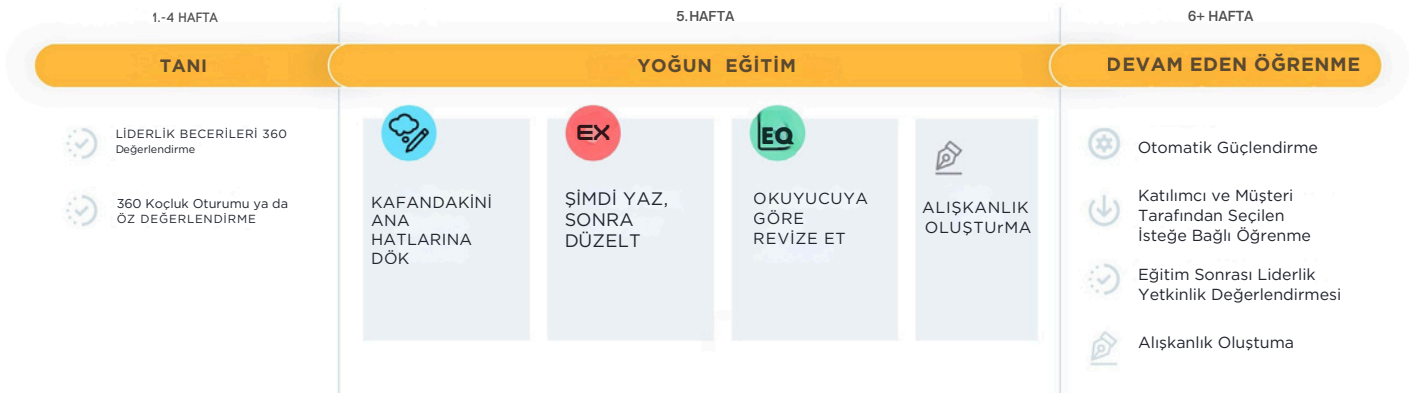 1.-4 HAFTA
5.HAFTA
6+ HAFTA
TANI
YOĞUN EĞİTİM
DEVAM EDEN ÖĞRENME
LİDERLİK BECERİLERİ 360
Değerlendirme
360 Koçluk Oturumu ya da
ÖZ DEĞERLENDİRME
KAFANDAKİNİ
ANA
HATLARINA
DÖK
EX
ŞİMDİ YAZ,
SONRA
DÜZELT
EQ
OKUYUCUYA
GÖRE
REVİZE ET
ALIŞKANLIK
OLUŞTUrMA
Otomatik Güçlendirme
Katılımcı ve Müşteri
Tarafından Seçilen
İsteğe Bağlı Öğrenme
Eğitim Sonrası Liderlik
Yetkinlik Değerlendirmesi
Alışkanlık Oluştuma